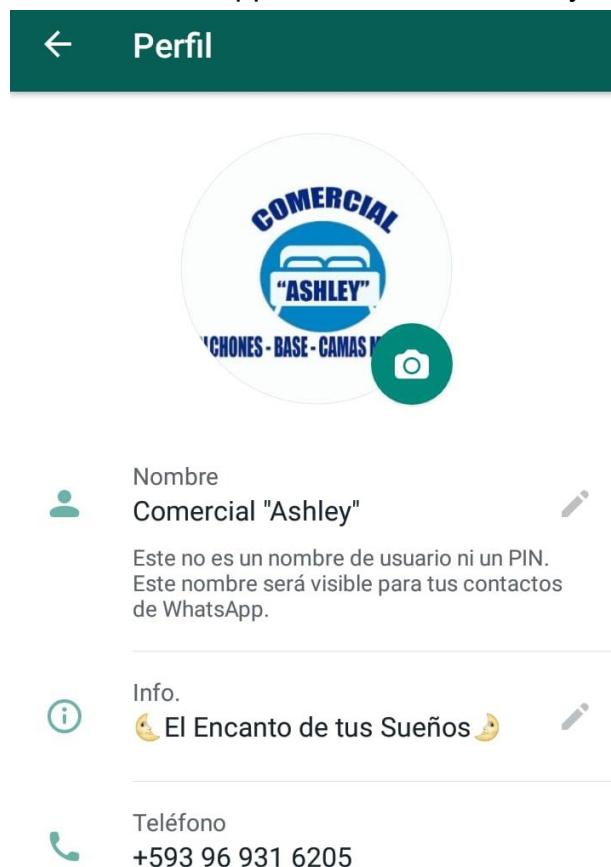 Perfil
COMERCIAL
"ASHLEY"
- BASE - CAMAS
Nombre
Comercial "Ashley"
Este no es un nombre de usuario ni un PIN.
Este nombre será visible para tus contactos
de WhatsApp.
Info.
🌜El Encanto de tus Sueños🌛
Teléfono
+593 96 931 6205